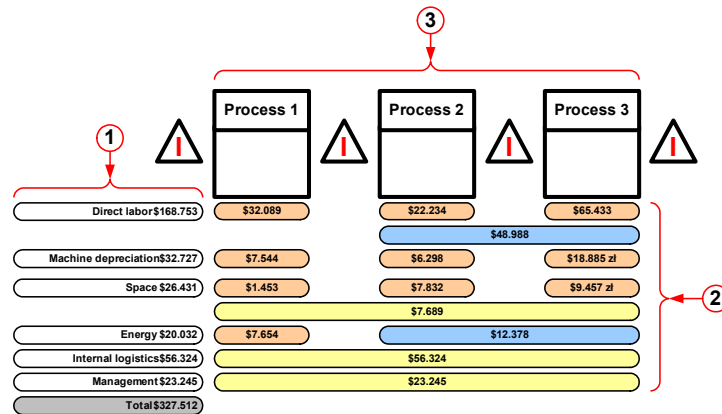 3
Process 1
Process 2
Process 3
1
I
I
I
I
Direct labor$168.753
$32.089
$22.234
$65.433
$48.988
Machine depreciation$32.727
$7.544
$6.298
$18.885 zł
Space$26.431
$1.453
$7.832
$9.457 zł
2
$7.689
Energy$20.032
$7.654
$12.378
Internal logistics$56.324
$56.324
Management$23.245
$23.245
Total$327.512